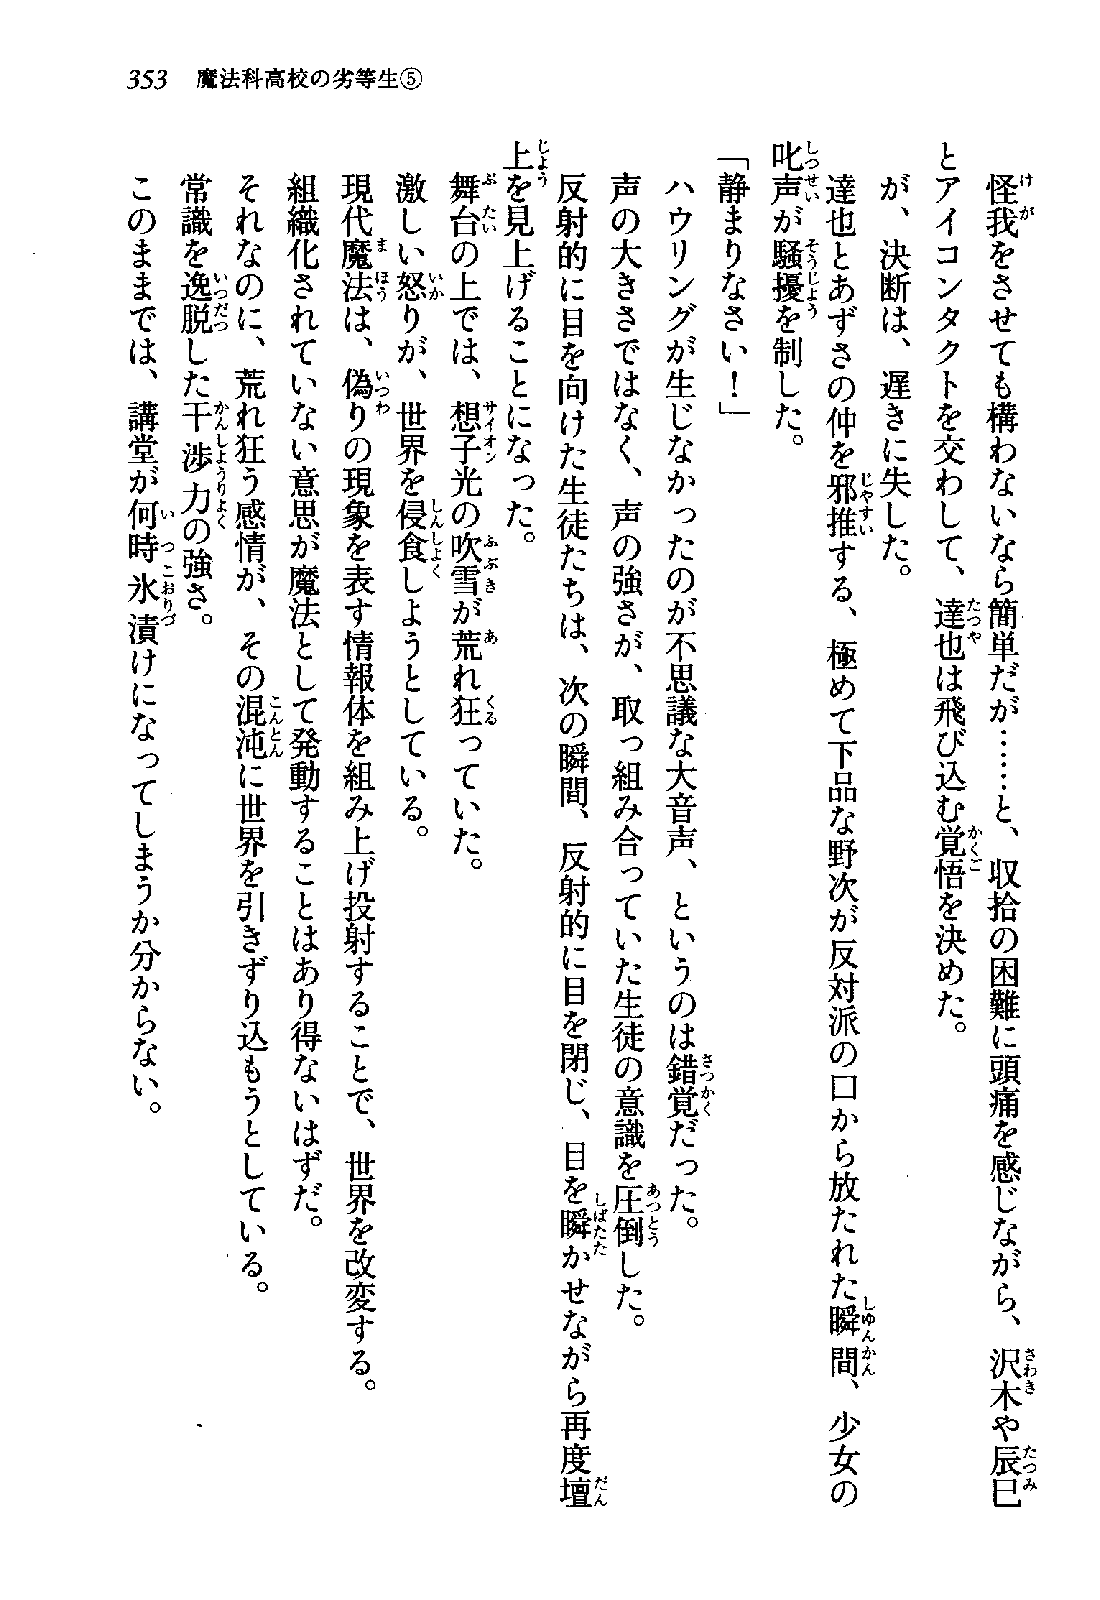 353　魔法科高校の劣等生⑤
怪我をさせても構わないなら簡単だが……と、収拾の困難に頭痛を感じながら、沢木や辰巳
とアイコンタクトを交わして、達也は飛び込む覚悟を決めた。
が、決断は、遅きに失した。
達也とあずさの仲を邪推する、極めて下品な野次が反対派の口から放たれた瞬間、少女の
叱声が騒擾を制した。
「静まりなさい！」
ハウリングが生じなかったのが不思議な大音声、というのは錯覚だった。
声の大きさではなく、声の強さが、取っ組み合っていた生徒の意識を圧倒した。
反射的に目を向けた生徒たちは、次の瞬間、反射的に目を閉じ、目を瞬かせながら再度壇
上を見上げることになった。
舞台の上では、想子光の吹雪が荒れ狂っていた。
激しい怒りが、世界を侵食しようとしている。
現代魔法は、偽りの現象を表す情報体を組み上げ投射することで、世界を改変する。
組織化されていない意思が魔法として発動することはあり得ないはずだ。
それなのに、荒れ狂う感情が、その混沌に世界を引きずり込もうとしている。
常識を逸脱した干渉力の強さ。
このままでは、講堂が何時氷漬けになってしまうか分からない。